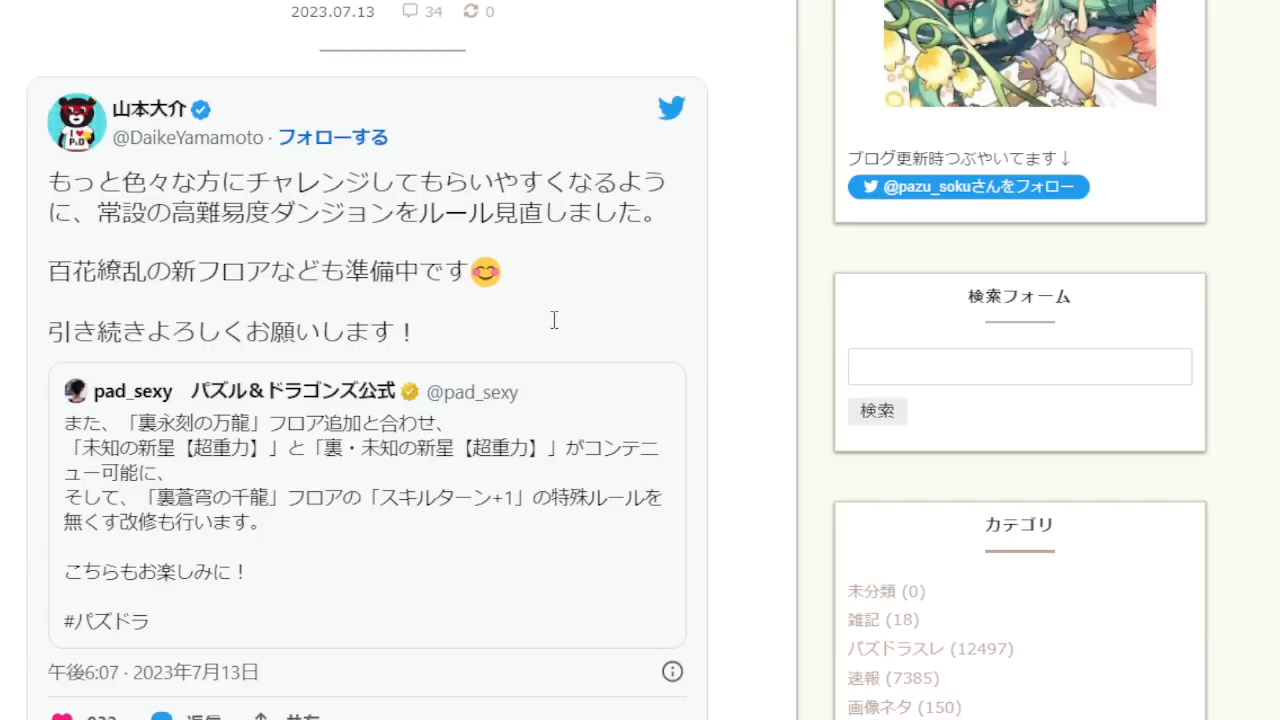 2023.07.13 34 0
山本大介
@DaikeYamamoto · フォローする
もっと色々な方にチャレンジしてもらいやすくなるよう
に、常設の高難易度ダンジョンをルール見直しました。
百花繚乱の新フロアなども準備中です😊
引き続きよろしくお願いします！
pad_sexy　パズル＆ドラゴンズ公式 @pad_sexy
また、「裏永刻の万龍」フロア追加と合わせ、
「未知の新星【超重力】」と「裏・未知の新星【超重力】」がコンテニ
ュー可能に、
そして、「裏蒼穹の千龍」フロアの「スキルターン+1」の特殊ルールを
無くす改修も行います。
こちらもお楽しみに！
#パズドラ
午後6:07 · 2023年7月13日
ブログ更新時つぶやいてます↓
@pazu_sokuさんをフォロー
検索フォーム
検索
カテゴリ
未分類 (0)
雑記 (18)
パズドラスレ (12497)
速報 (7385)
画像ネタ (150)